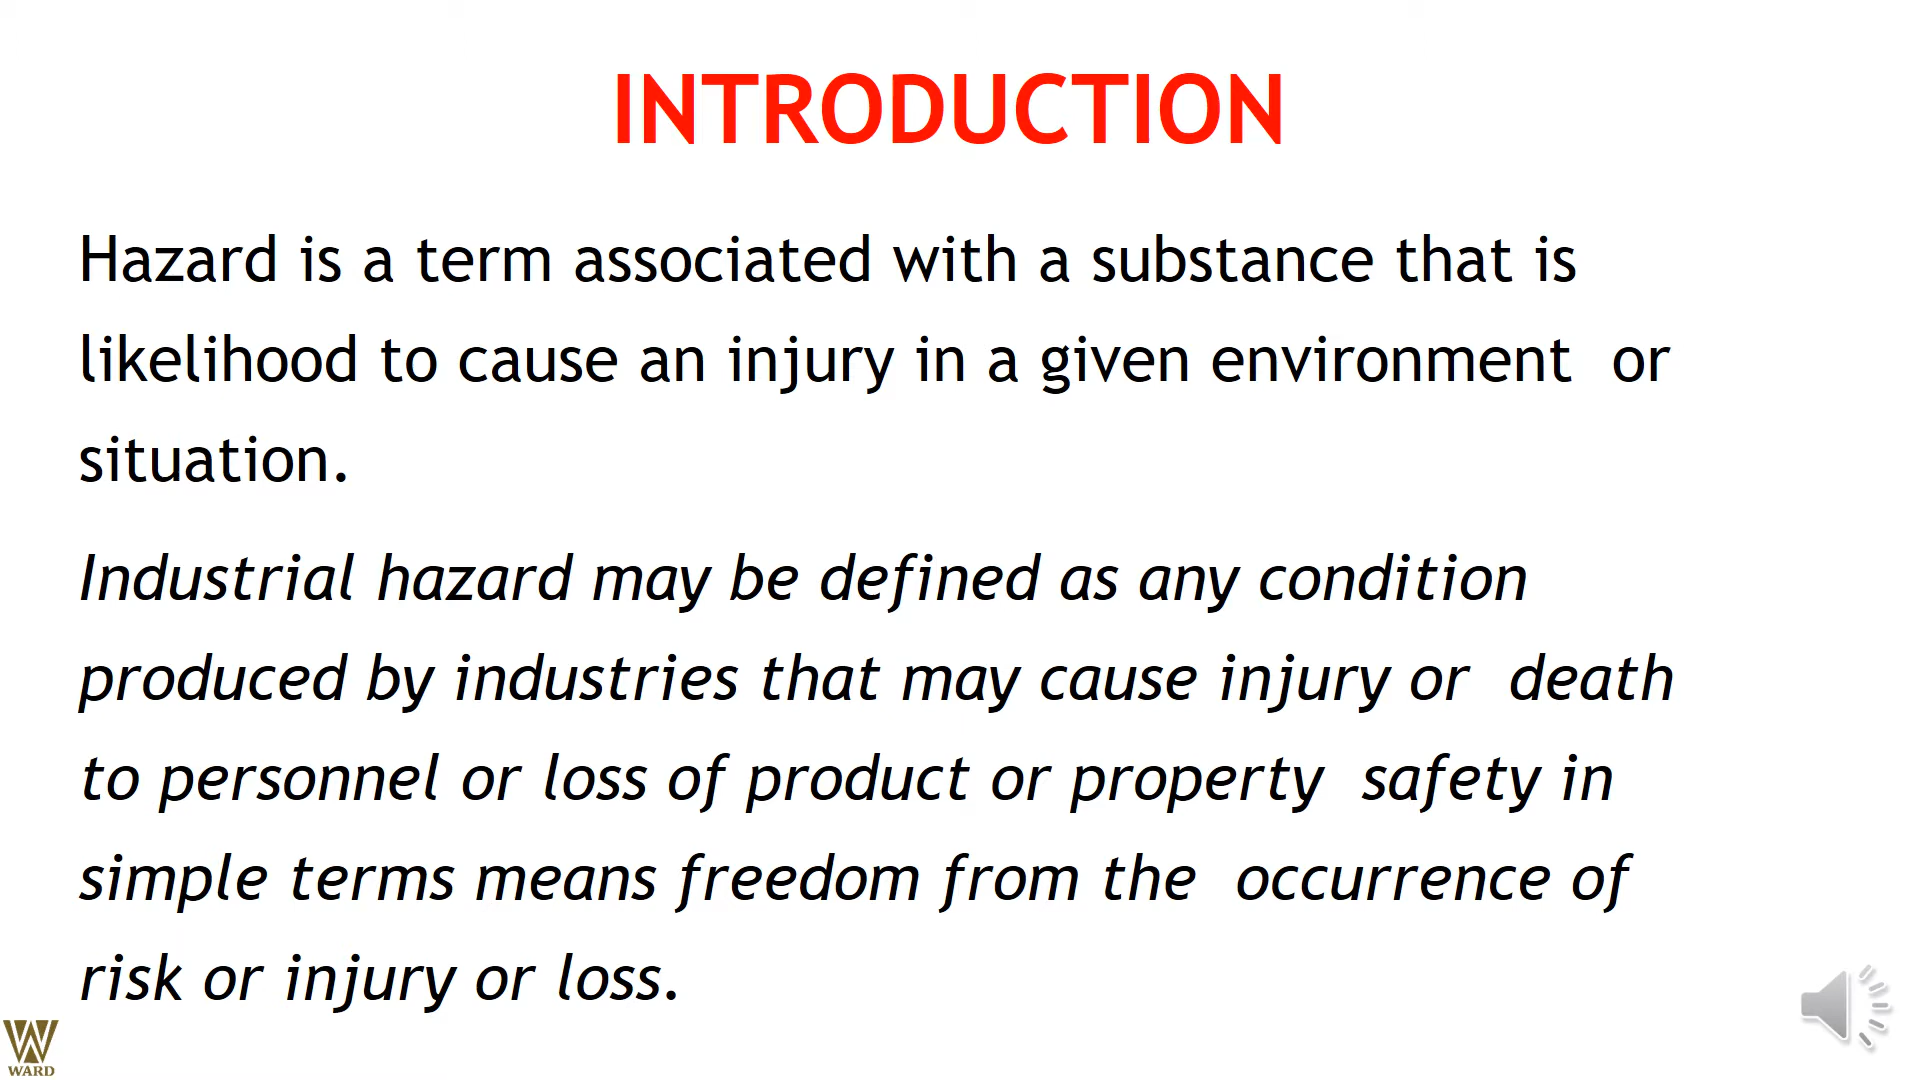 INTRODUCTION
Hazard is a term associated with a substance that is
likelihood to cause an injury in a given environment  or
situation.
Industrial hazard may be defined as any condition
produced by industries that may cause injury or  death
to personnel or loss of product or property  safety in
simple terms means freedom from the  occurrence of
risk or injury or loss.
WARD